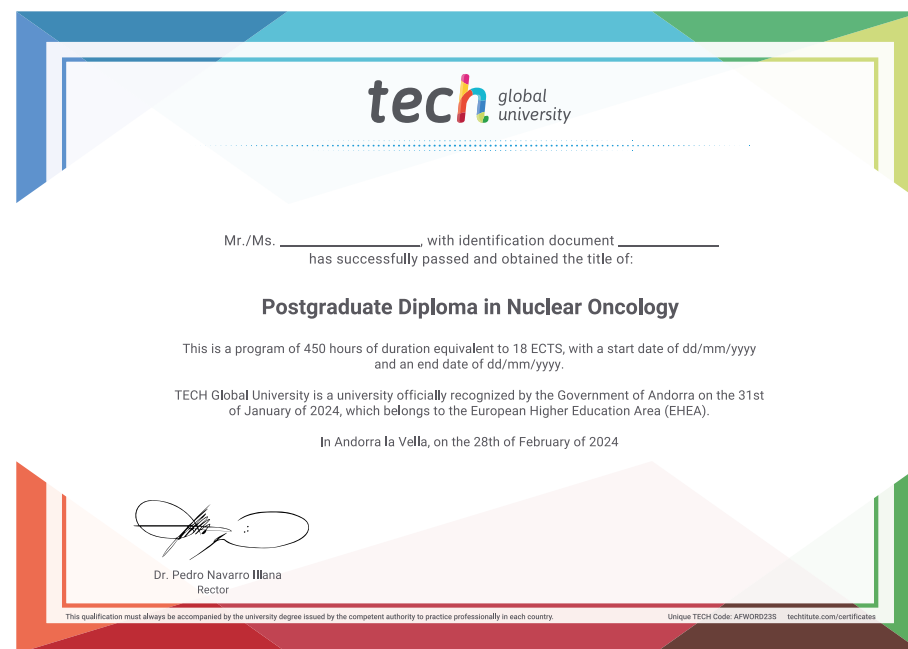 tech global university
Mr./Ms. ____________, with identification document ____________
has successfully passed and obtained the title of:
Postgraduate Diploma in Nuclear Oncology
This is a program of 450 hours of duration equivalent to 18 ECTS, with a start date of dd/mm/yyyy
and an end date of dd/mm/yyyy.
TECH Global University is a university officially recognized by the Government of Andorra on the 31st
of January of 2024, which belongs to the European Higher Education Area (EHEA).
In Andorra la Vella, on the 28th of February of 2024
Dr. Pedro Navarro Illana
Rector
This qualification must always be accompanied by the university degree issued by the competent authority to practice professionally in each country.
Unique TECH Code: AFWORD23S techtitute.com/certificates